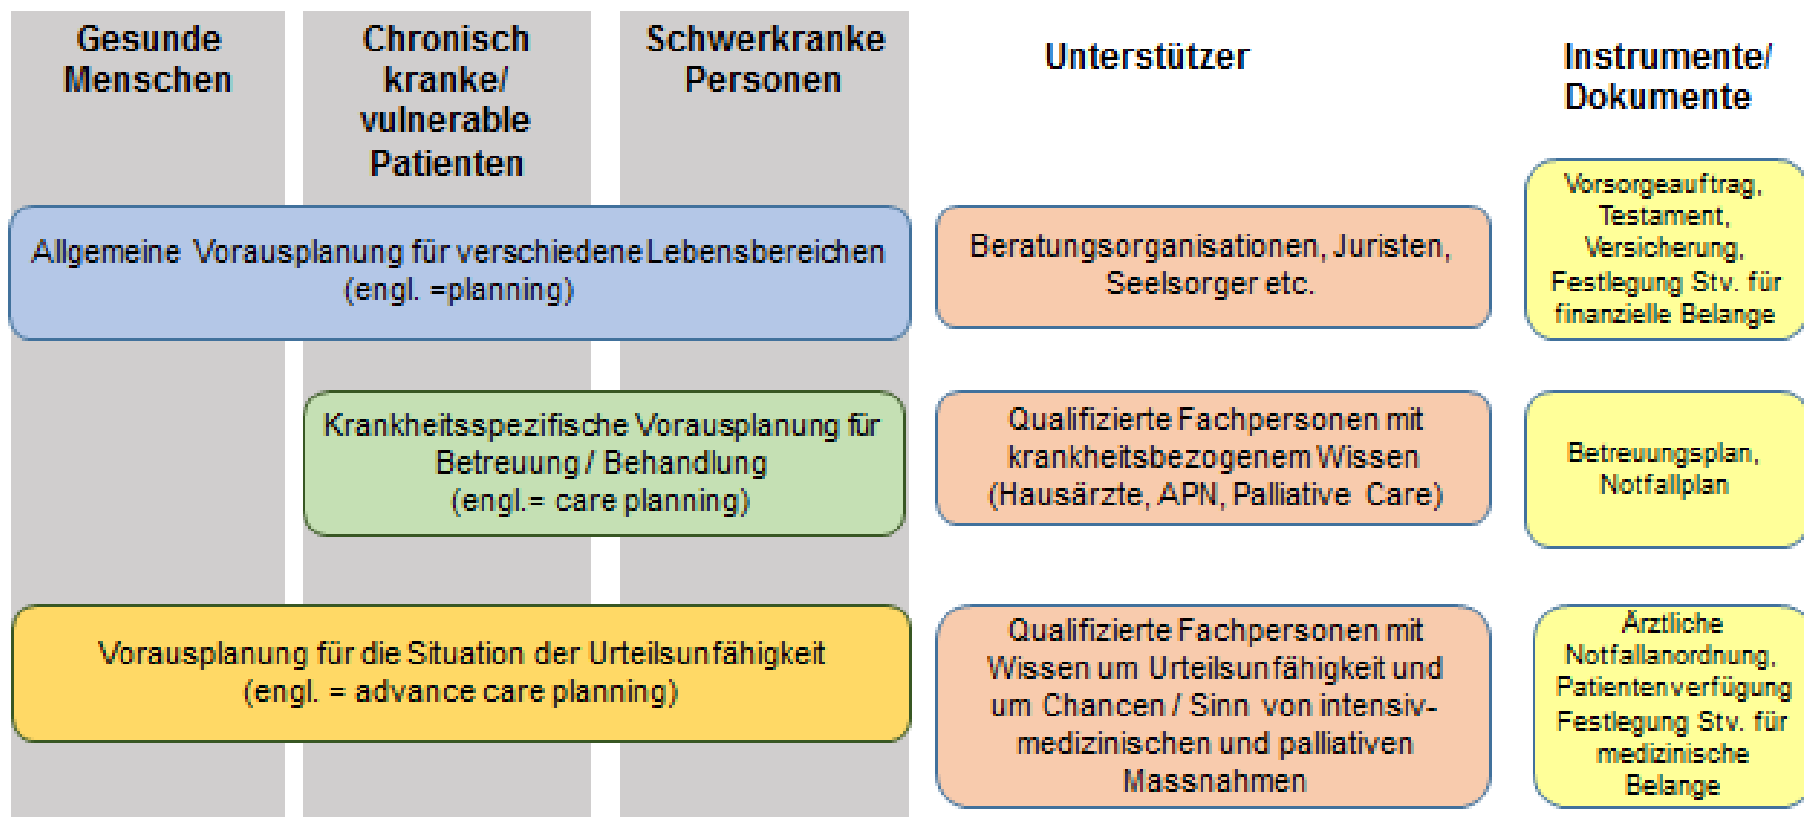 Gesunde
Menschen
Chronisch
kranke/
vulnerable
Patienten
Schwerkranke
Personen
Unterstützer
Instrumente/
Dokumente
Allgemeine Vorausplanung für verschiedene Lebensbereichen
(engl. =planning)
Beratungsorganisationen, Juristen,
Seelsorger etc.
Vorsorgeauftrag,
Testament,
Versicherung,
Festlegung Stv. für
finanzielle Belange
Krankheitsspezifische Vorausplanung für
Betreuung / Behandlung
(engl.= care planning)
Qualifizierte Fachpersonen mit
krankheitsbezogenem Wissen
(Hausärzte, APN, Palliative Care)
Betreuungsplan,
Notfallplan
Vorausplanung für die Situation der Urteilsunfähigkeit
(engl. = advance care planning)
Qualifizierte Fachpersonen mit
Wissen um Urteilsunfähigkeit und
um Chancen / Sinn von intensiv-
medizinischen und palliativen
Massnahmen
Ärztliche
Notfallanordnung,
Patientenverfügung
Festlegung Stv. für
medizinische
Belange